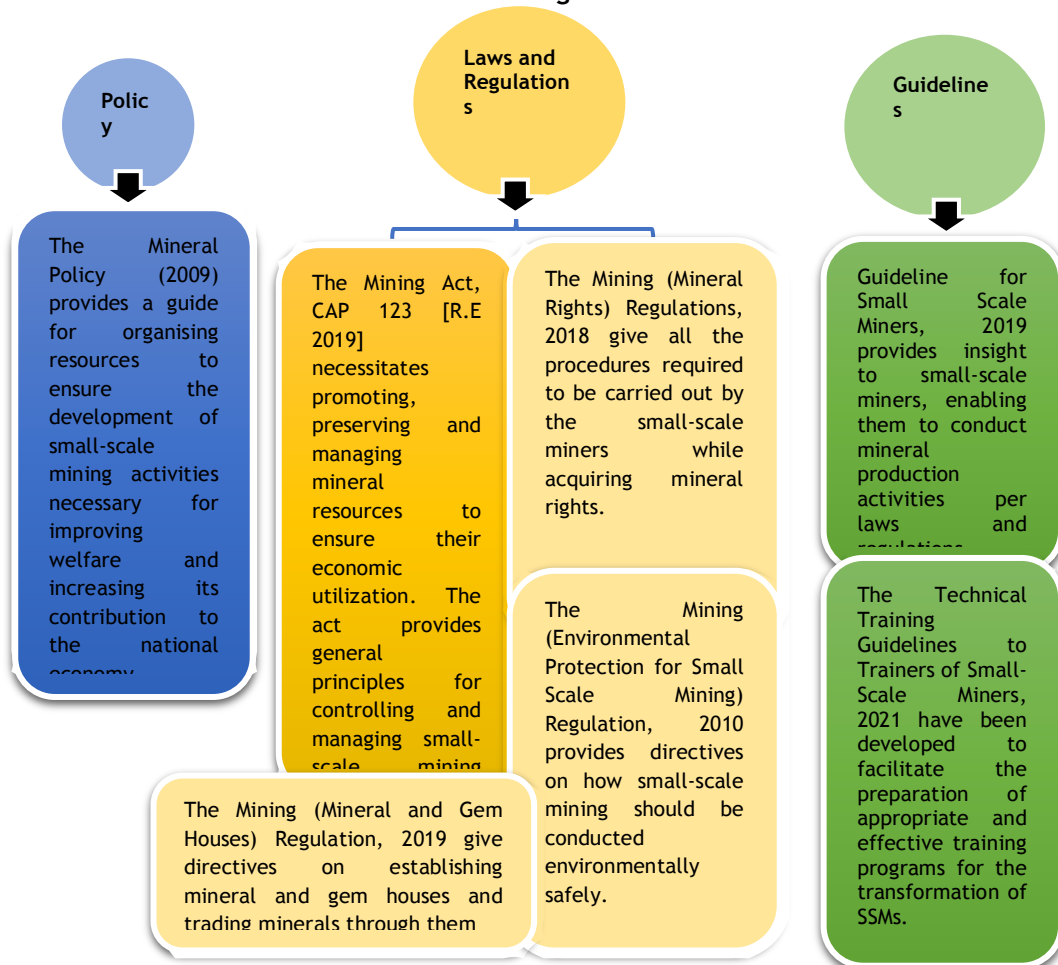 Polic
y
Laws and
Regulation
s
Guideline
s
The Mineral
Policy (2009)
provides a guide
for organising
resources to
ensure the
development of
small-scale
mining activities
necessary for
improving
welfare and
increasing its
contribution to
the national
economy
The Mining Act,
CAP 123 [R.E
2019]
necessitates
promoting,
preserving and
managing
mineral
resources to
ensure their
economic
utilization. The
act provides
general
principles for
controlling and
managing small-
scale mining
The Mining (Mineral
Rights) Regulations,
2018 give all the
procedures required
to be carried out by
the small-scale
miners while
acquiring mineral
rights.
The Mining
(Environmental
Protection for Small
Scale Mining)
Regulation, 2010
provides directives
on how small-scale
mining should be
conducted
environmentally
safely.
The Mining (Mineral and Gem
Houses) Regulation, 2019 give
directives on establishing
mineral and gem houses and
trading minerals through them
Guideline for
Small Scale
Miners, 2019
provides insight
to small-scale
miners, enabling
them to conduct
mineral
production
activities per
laws and
regulations
The Technical
Training
Guidelines to
Trainers of Small-
Scale Miners,
2021 have been
developed to
facilitate the
preparation of
appropriate and
effective training
programs for the
transformation of
SSMs.